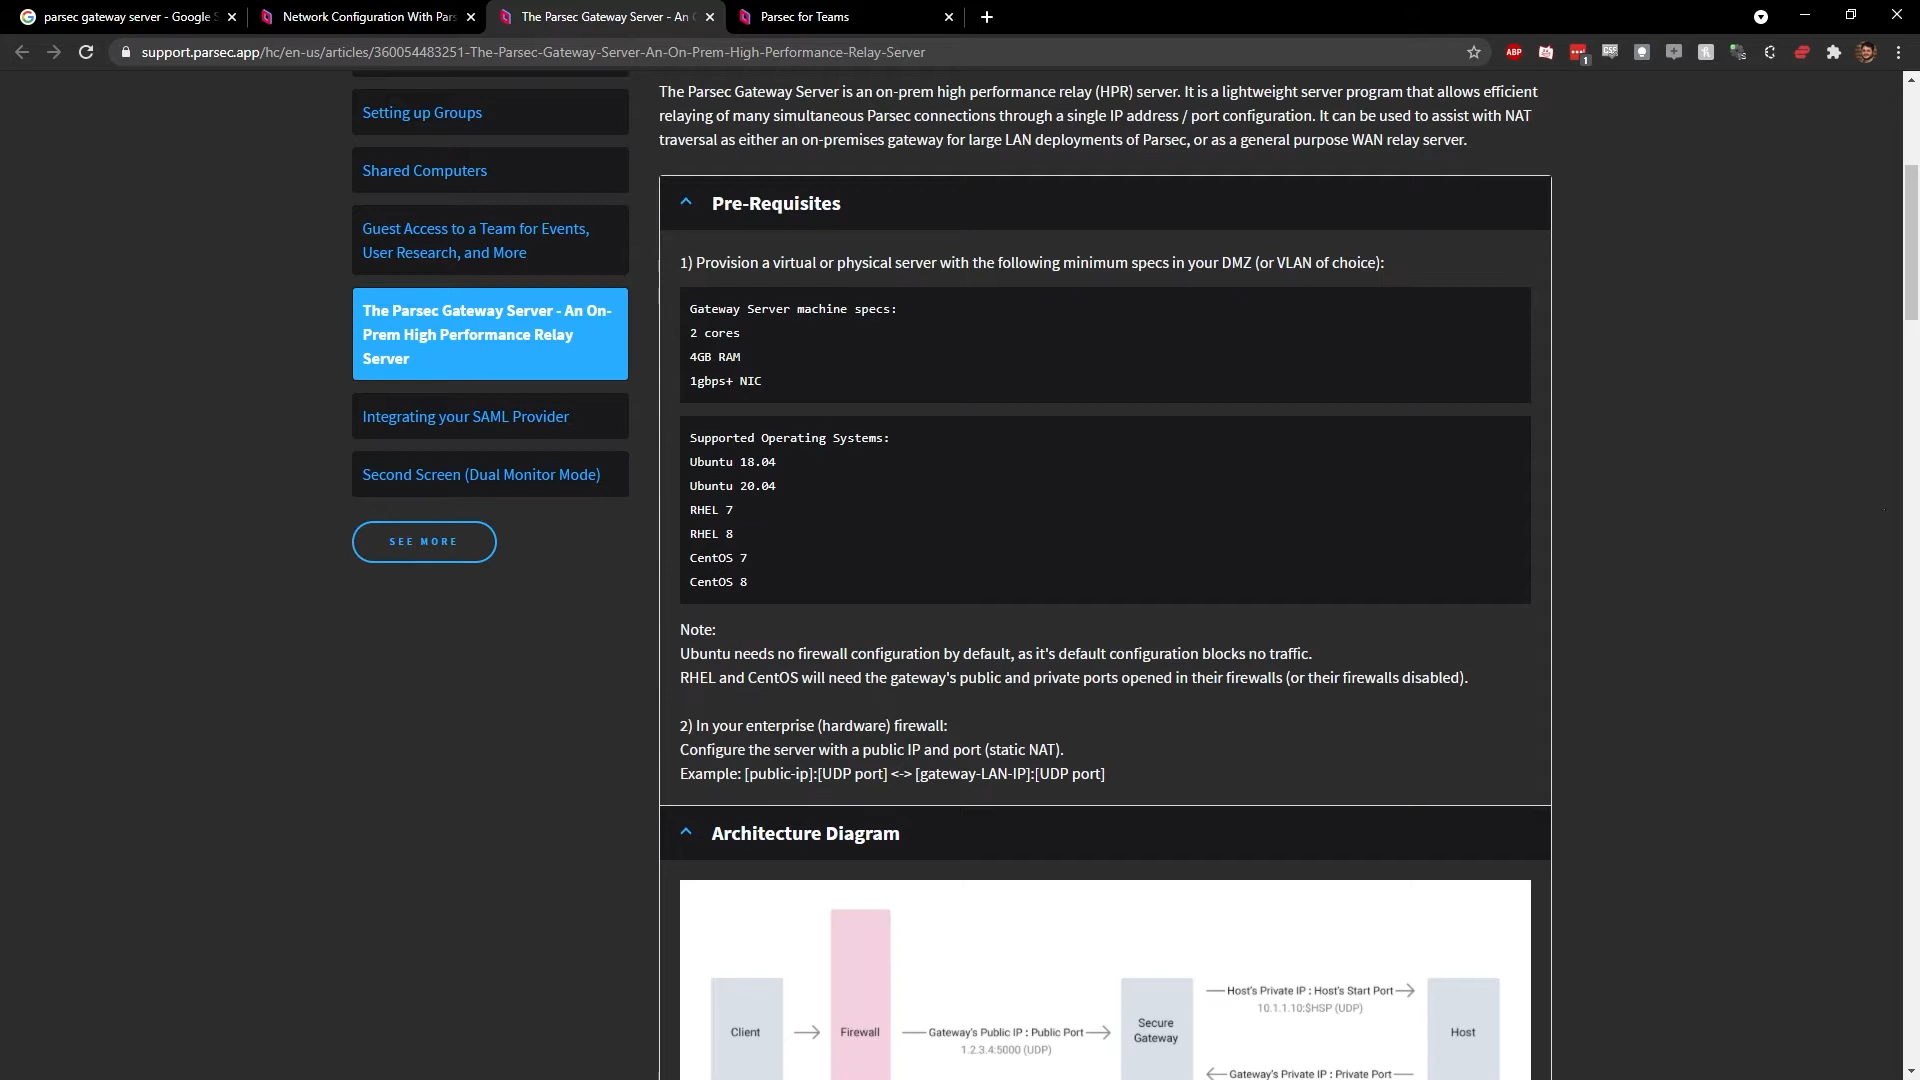 parsec gateway server - Google S
Network Configuration With Pars
The Parsec Gateway Server - An O
Parsec for Teams
support.parsec.app/hc/en-us/articles/360054483251-The-Parsec-Gateway-Server-An-On-Prem-High-Performance-Relay-Server
ABP
1
Setting up Groups
Shared Computers
Guest Access to a Team for Events,
User Research, and More
The Parsec Gateway Server - An On-
Prem High Performance Relay
Server
Integrating your SAML Provider
Second Screen (Dual Monitor Mode)
SEE MORE
The Parsec Gateway Server is an on-prem high performance relay (HPR) server. It is a lightweight server program that allows efficient
relaying of many simultaneous Parsec connections through a single IP address / port configuration. It can be used to assist with NAT
traversal as either an on-premises gateway for large LAN deployments of Parsec, or as a general purpose WAN relay server.
Pre-Requisites
1) Provision a virtual or physical server with the following minimum specs in your DMZ (or VLAN of choice):
Gateway Server machine specs:
2 cores
4GB RAM
1gbps+ NIC
Supported Operating Systems:
Ubuntu 18.04
Ubuntu 20.04
RHEL 7
RHEL 8
CentOS 7
CentOS 8
Note:
Ubuntu needs no firewall configuration by default, as it's default configuration blocks no traffic.
RHEL and CentOS will need the gateway's public and private ports opened in their firewalls (or their firewalls disabled).
2) In your enterprise (hardware) firewall:
Configure the server with a public IP and port (static NAT).
Example: [public-ip]:[UDP port] <-> [gateway-LAN-IP]:[UDP port]
Architecture Diagram
Client
Firewall
Gateway's Public IP : Public Port
1.2.3.4:5000 (UDP)
Secure
Gateway
Host's Private IP : Host's Start Port
10.1.1.10:$HSP (UDP)
Host
Gateway's Private IP : Private Port